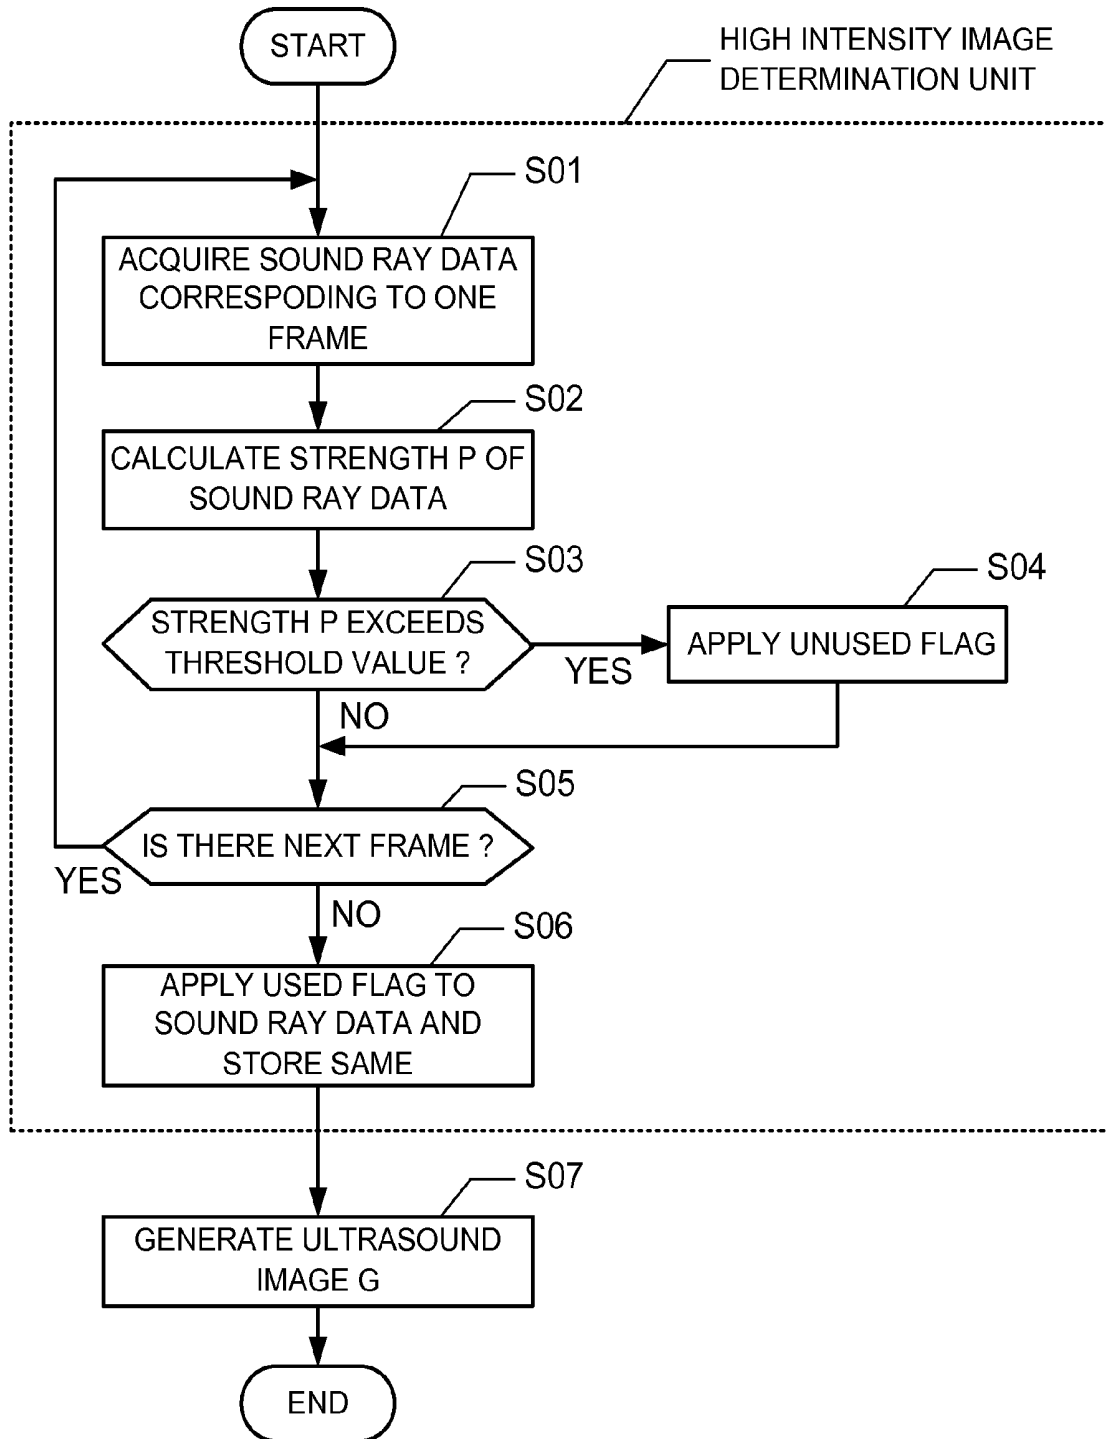 START
HIGH INTENSITY IMAGE
DETERMINATION UNIT
S01
ACQUIRE SOUND RAY DATA
CORRESPODING TO ONE
FRAME
S02
CALCULATE STRENGTH P OF
SOUND RAY DATA
S03
STRENGTH P EXCEEDS
THRESHOLD VALUE ?
YES
S04
APPLY UNUSED FLAG
NO
S05
IS THERE NEXT FRAME ?
YES
NO
S06
APPLY USED FLAG TO
SOUND RAY DATA AND
STORE SAME
S07
GENERATE ULTRASOUND
IMAGE G
END